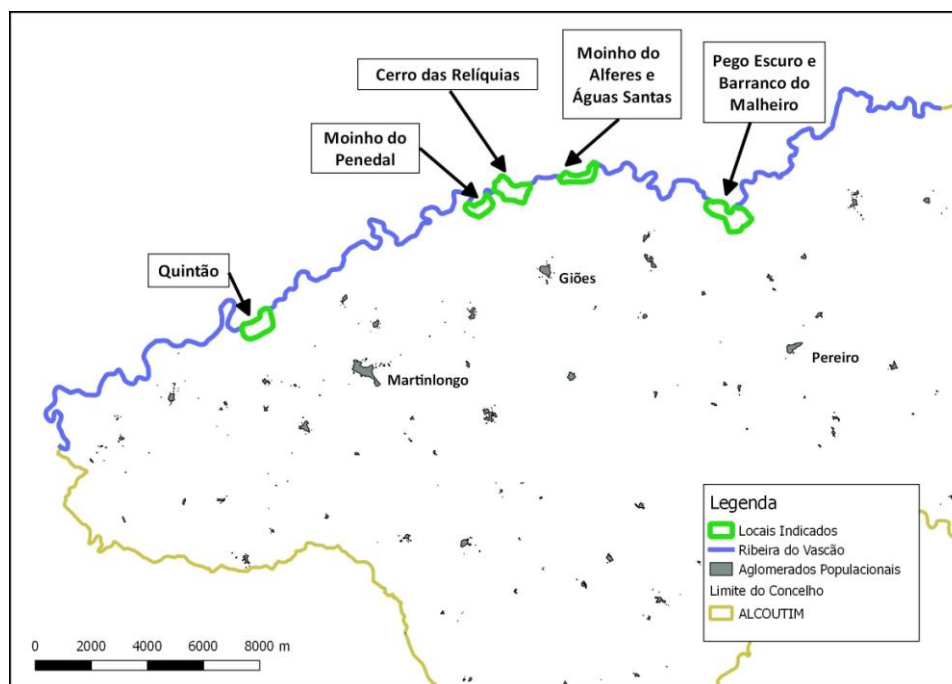 Moinho do
Alferes e
Águas Santas
Pego Escuro e
Barranco do
Malheiro
Cerro das Relíquias
Moinho do
Penedal
Quintão
Giões
Pereiro
Martinlongo
Legenda
Locais Indicados
Ribeira do Vascão
Aglomerados Populacionais
Limite do Concelho
ALCOUTIM
0 2000 4000 6000 8000 m